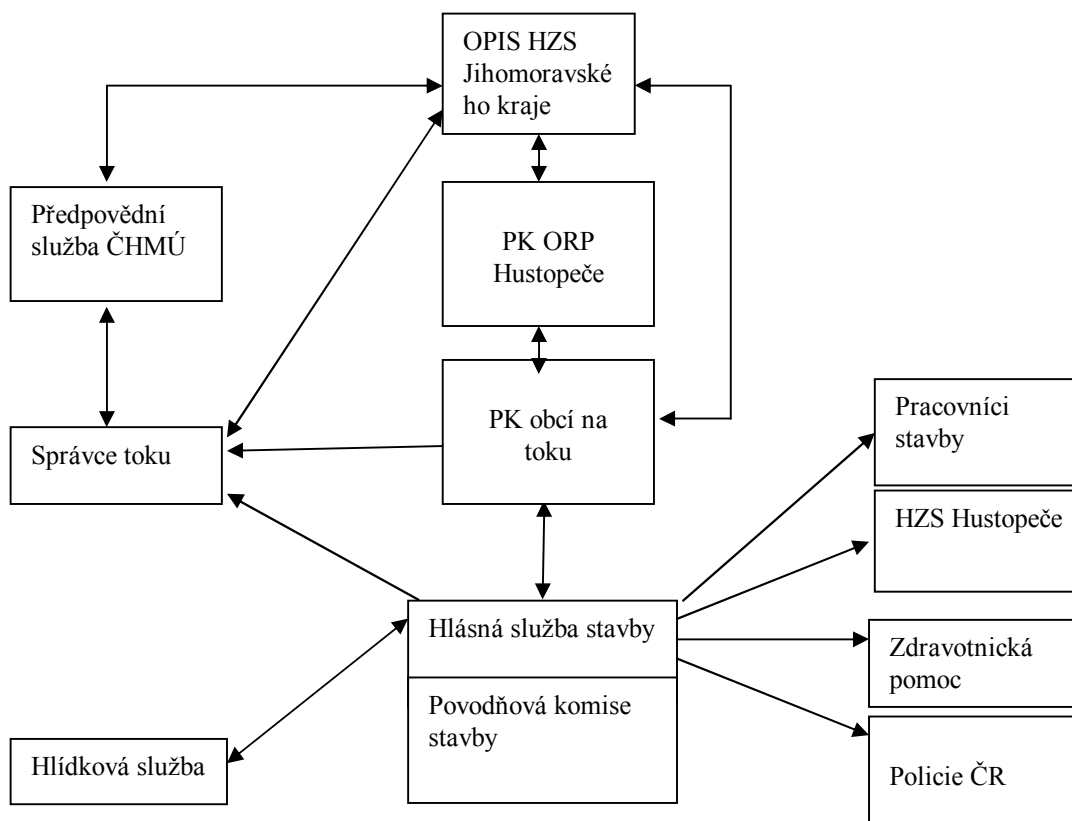 OPIS HZS
Jihomoravské
ho kraje
Předpovědní
služba ČHMÚ
PK ORP
Hustopeče
PK obcí na
toku
Správce toku
Pracovníci
stavby
HZS Hustopeče
Hlásná služba stavby
Zdravotnická
pomoc
Povodňová komise
stavby
Hlídková služba
Policie ČR